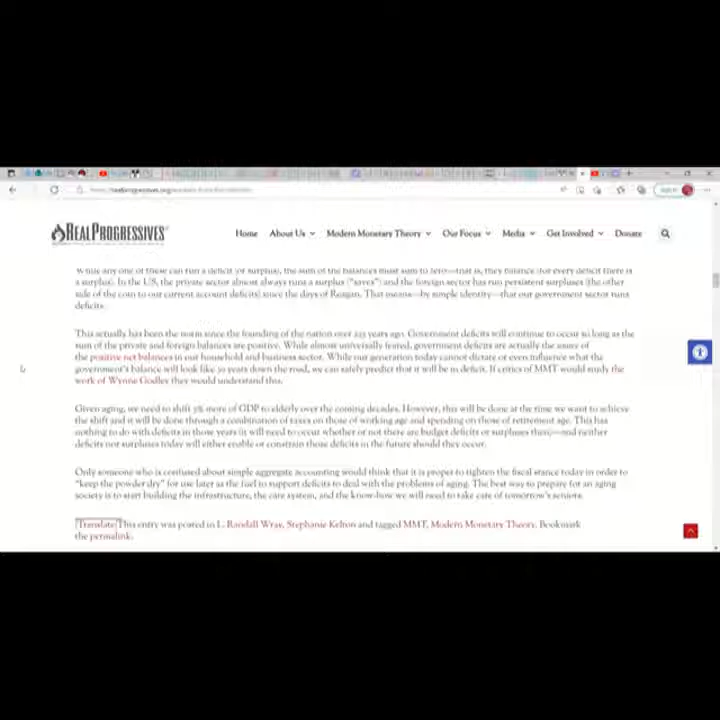 REALPROGRESSIVES
Home About Us Modern Monetary Theory Our Focus Media Get Involved Donate
While any one of these can run a deficit (or surplus), the sum of the balances must sum to zero—that is, they balance (for every deficit there is
a surplus). In the US, the private sector almost always runs a surplus ("saves") and the foreign sector has run persistent surpluses (the other
side of the coin to our current account deficits) since the days of Reagan. That means—by simple identity—that our government sector runs
deficits.
This actually has been the norm since the founding of the nation over 225 years ago. Government deficits will continue to occur so long as the
sum of the private and foreign balances are positive. While almost universally feared, government deficits are actually the source of
the positive net balances in our household and business sector. While our generation today cannot dictate or even influence what the
government's balance will look like 50 years down the road, we can safely predict that it will be in deficit. If critics of MMT would study the
work of Wynne Godley they would understand this.
Given aging, we need to shift more of GDP to elderly over the coming decades. However, this will be done at the time we want to achieve
the shift and it will be done through a combination of taxes on those of working age and spending on those of retirement age. This has
nothing to do with deficits in those years (it will need to occur whether or not there are budget deficits or surpluses then)—and neither
deficits nor surpluses today will either enable or constrain those deficits in the future should they occur.
Only someone who is confused about simple aggregate accounting would think that it is proper to tighten the fiscal stance today in order to
"keep the powder dry" for use later as the fuel to support deficits to deal with the problems of aging. The best way to prepare for an aging
society is to start building the infrastructure, the care system, and the know-how we will need to take care of tomorrow's seniors.
Translate This entry was posted in L. Randall Wray, Stephanie Kelton and tagged MMT, Modern Monetary Theory. Bookmark
the permalink.